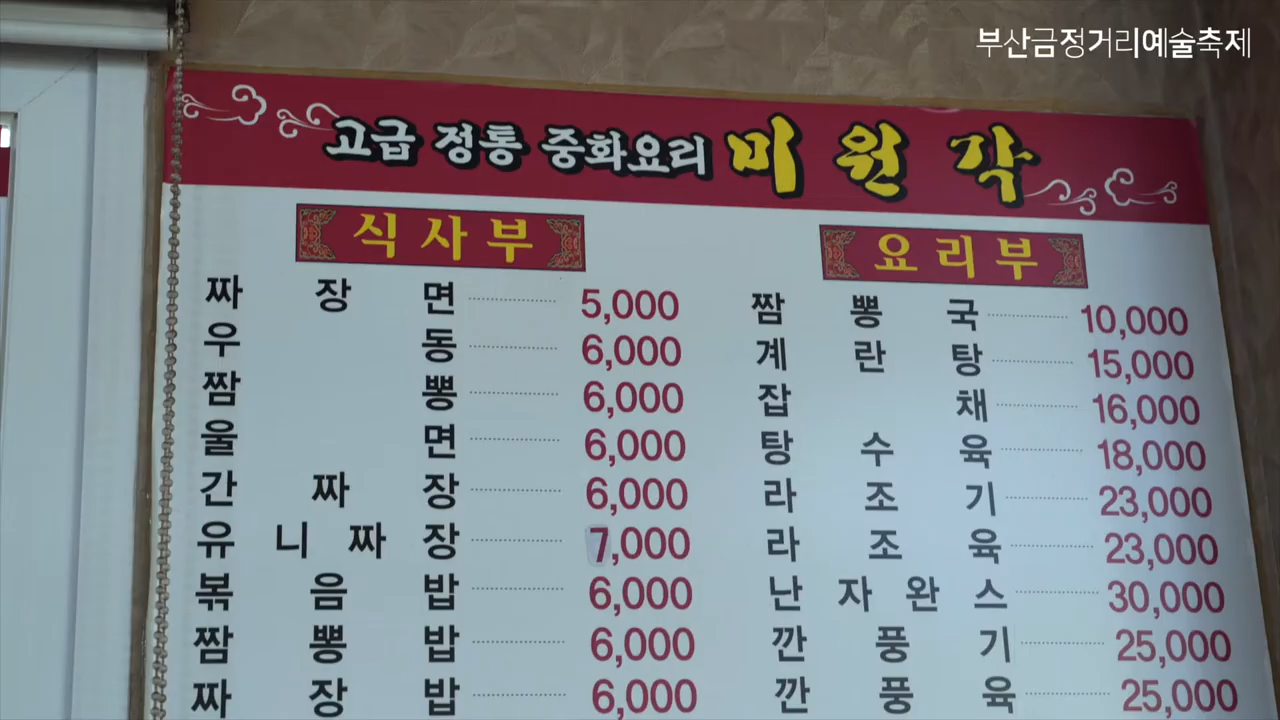 부산금정거리예술축제
고급 정통 중화요리 미원각
식사부
짜장면 5,000
우동 6,000
짬뽕 6,000
울면 6,000
간짜장 6,000
유니짜장 7,000
볶음밥 6,000
짬뽕밥 6,000
짜장밥 6,000
요리부
짬뽕국 10,000
계란탕 15,000
잡채 16,000
탕수육 18,000
라조기 23,000
라조육 23,000
난자완스 30,000
깐풍기 25,000
깐풍육 25,000